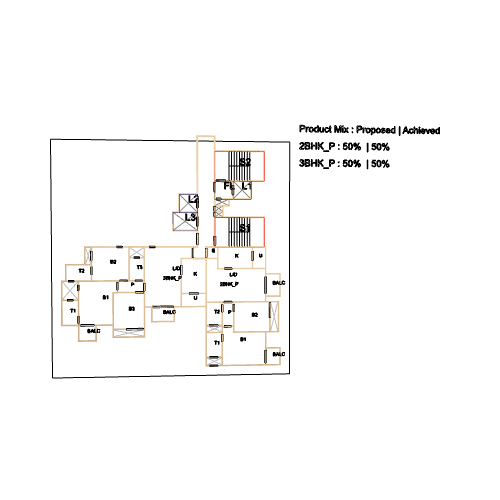 Product Mix : Proposed | Achieved
2BHK_P : 50% | 50%
3BHK_P : 50% | 50%
S2
FL L1
L2
L3
S1
S
K U
B2 L/D L/D
T2 T3 3BHK_P K 2BHK_P BALC
P
B1 U
T1 B3 BALC T2 P B2
BALC T1 B1
BALC